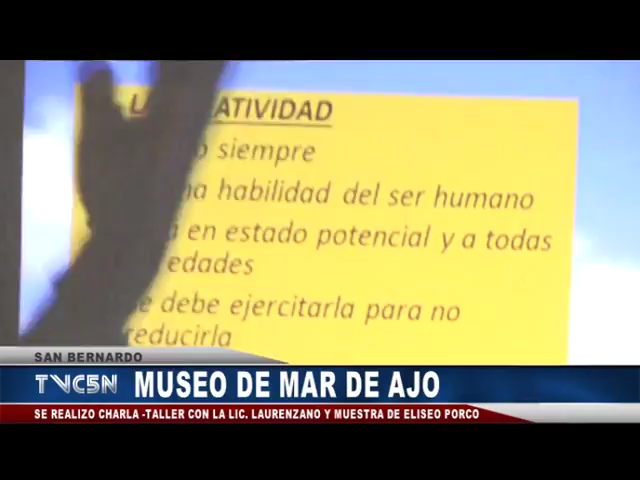 ATIVIDAD
siempre
habilidad del ser humano
en estado potencial y a todas
edades
debe ejercitarla para no
reducirla
SAN BERNARDO
TVC5N MUSEO DE MAR DE AJO
SE REALIZO CHARLA -TALLER CON LA LIC. LAURENZANO Y MUESTRA DE ELISEO PORCO